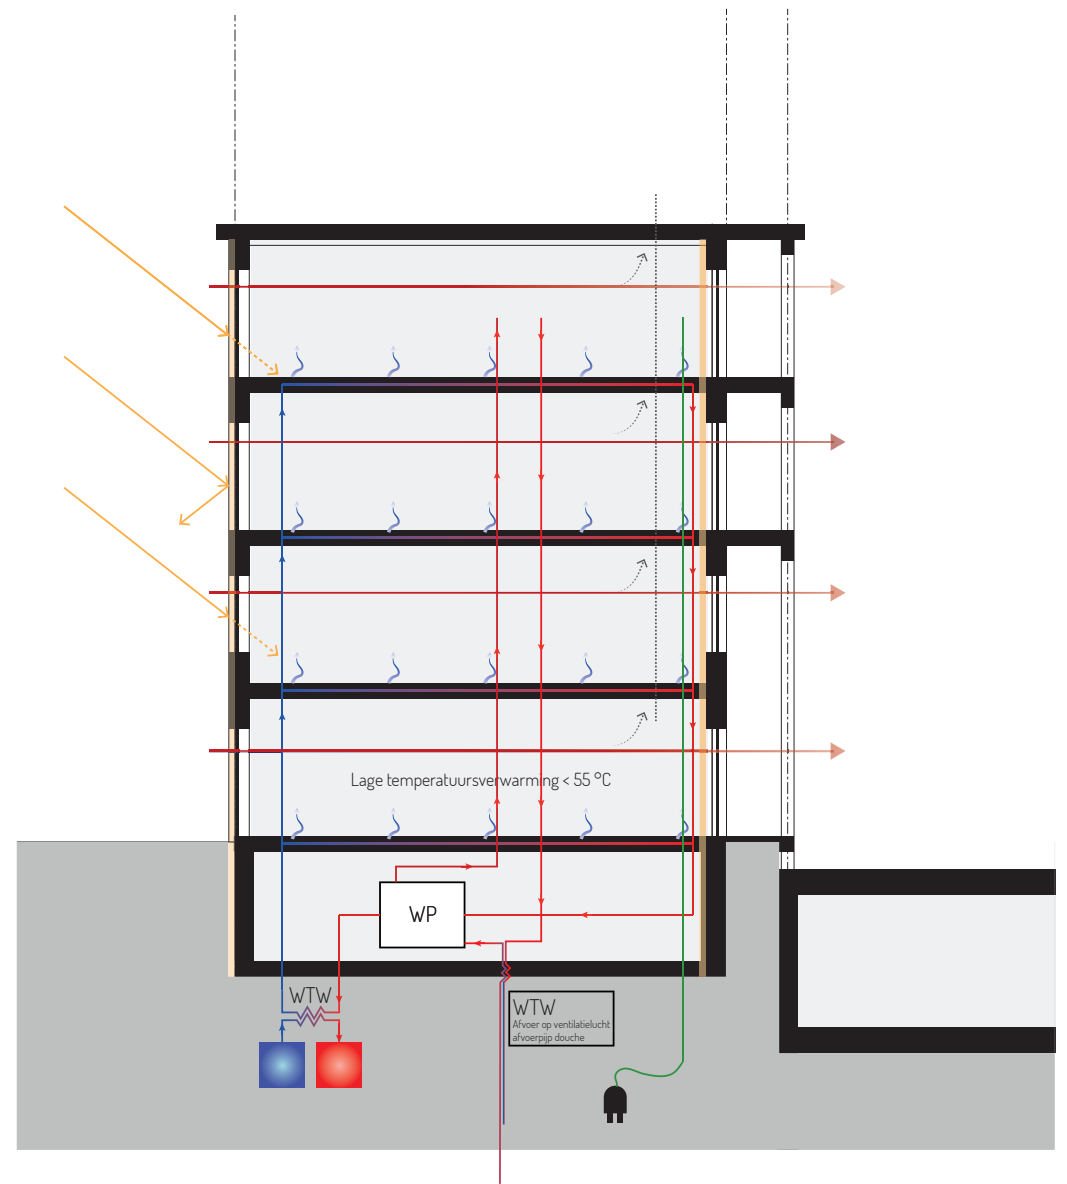 Lage temperatuursverwarming < 55 °C
WP
WTW
WTW
Afvoer op ventilatielucht
afvoerpijp douche